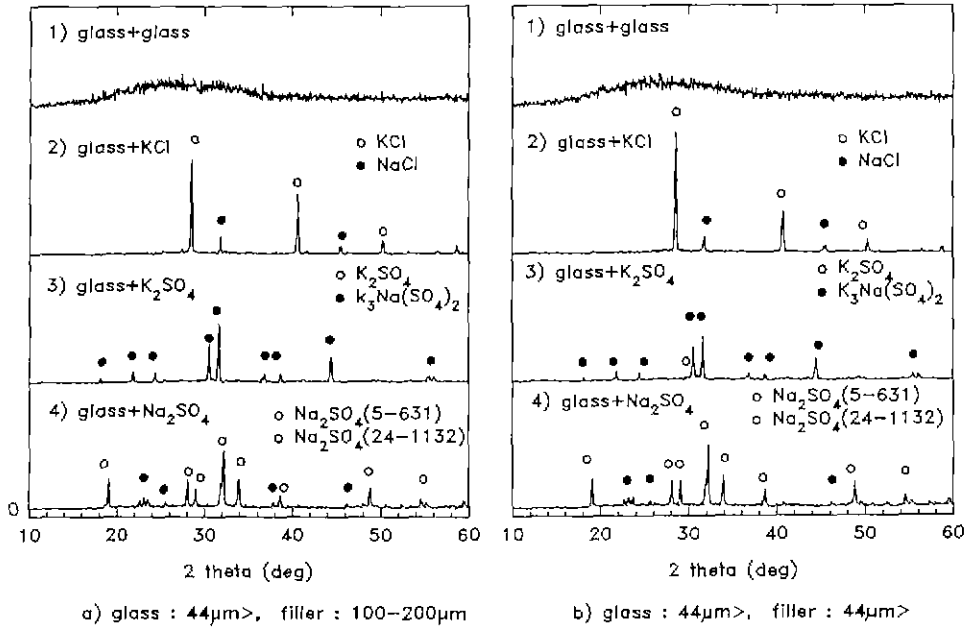 1) glass+glass
2) glass+KCl
○ KCl
● NaCl
3) glass+K₂SO₄
○ K₂SO₄
● k₃Na(SO₄)₂
4) glass+Na₂SO₄
○ Na₂SO₄(5-631)
○ Na₂SO₄(24-1132)
0
10 20 30 40 50 60
2 theta (deg)
a) glass : 44μm>, filler : 100-200μm
1) glass+glass
2) glass+KCl
○ KCl
● NaCl
3) glass+K₂SO₄
○ K₂SO₄
● K₃Na(SO₄)₂
4) glass+Na₂SO₄
○ Na₂SO₄(5-631)
○ Na₂SO₄(24-1132)
10 20 30 40 50 60
2 theta (deg)
b) glass : 44μm>, filler : 44μm>